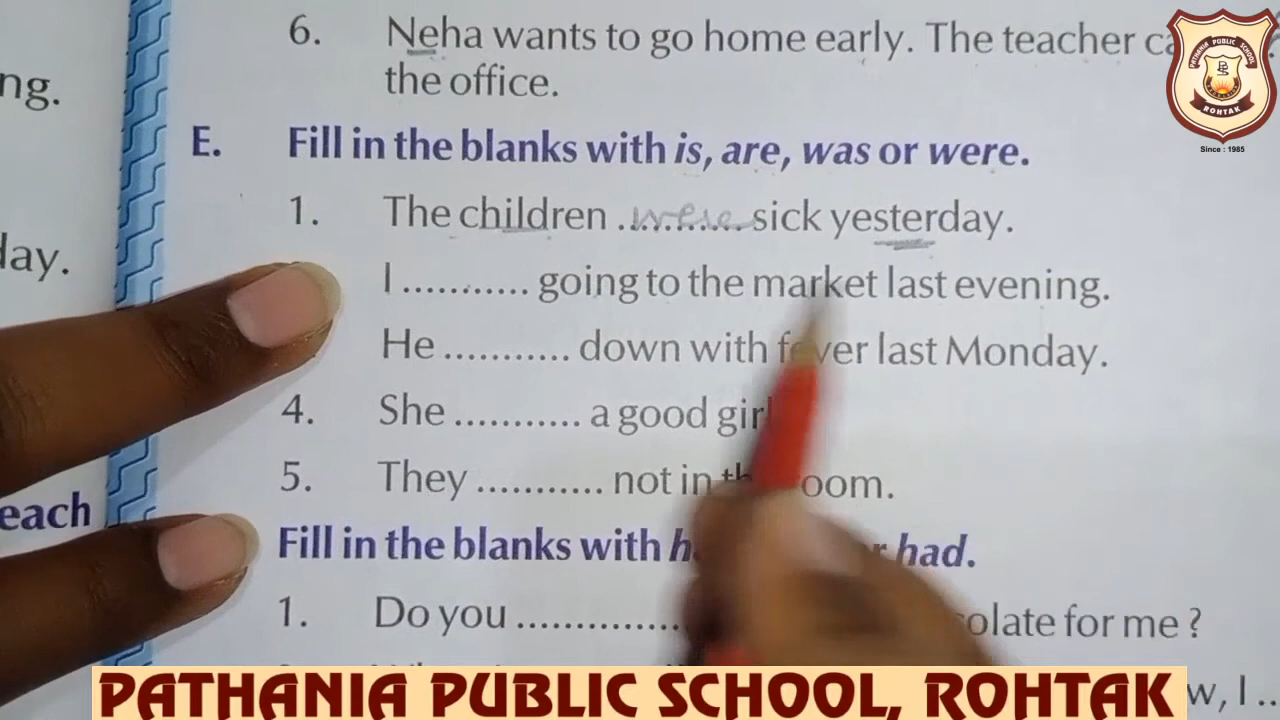 6. Neha wants to go home early. The teacher
ng.
the office.
E. Fill in the blanks with is, are, was or were.
1. The children ..were.. sick yesterday.
day.
I ........... going to the market last evening.
He ........... down with fever last Monday.
4. She ........... a good girl
5. They ........... not in the room.
each
Fill in the blanks with had.
1. Do you .............. for me ?
w, I ..
PATHANIA PUBLIC SCHOOL
ROHTAK
Since : 1985
PATHANIA PUBLIC SCHOOL, ROHTAK